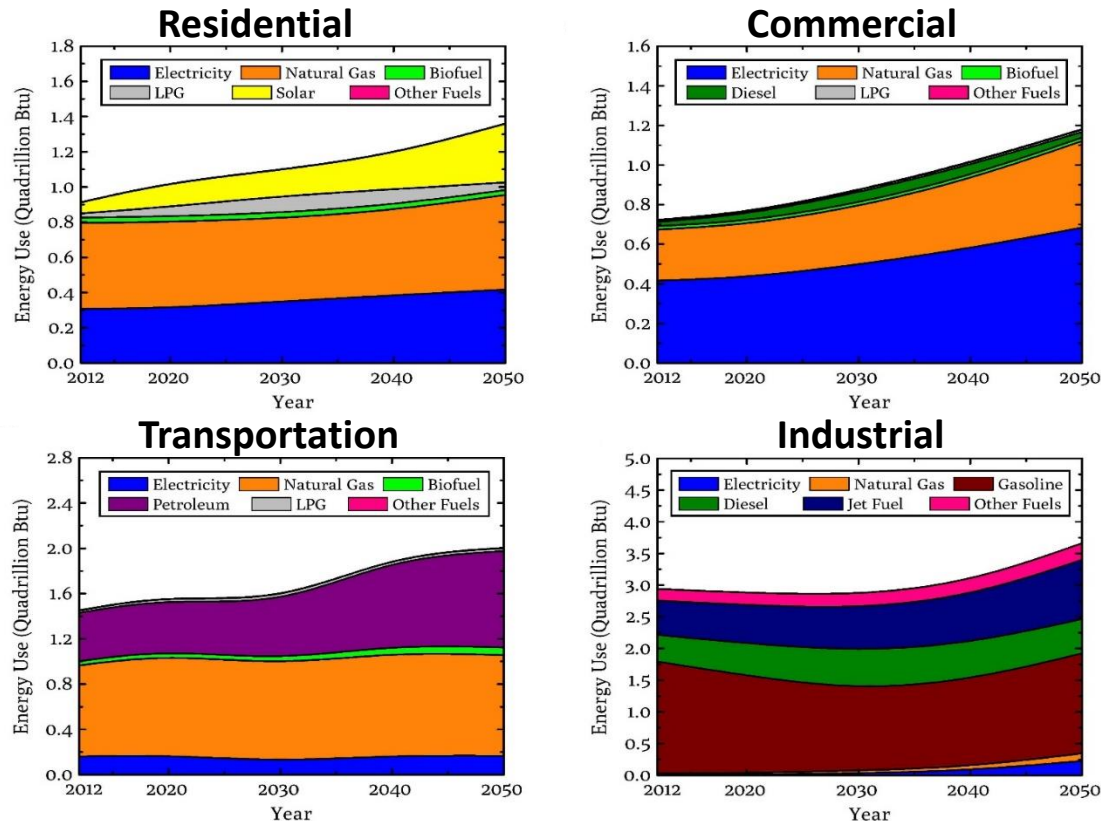 Residential
1.8
1.6
1.4
1.2
1.0
0.8
0.6
0.4
0.2
0.0
Energy Use (Quadrillion Btu)
Electricity Natural Gas Biofuel
LPG Solar Other Fuels
2012 2020 2030 2040 2050
Year
Commercial
1.6
1.4
1.2
1.0
0.8
0.6
0.4
0.2
0.0
Energy Use (Quadrillion Btu)
Electricity Natural Gas Biofuel
Diesel LPG Other Fuels
2012 2020 2030 2040 2050
Year
Transportation
2.8
2.4
2.0
1.6
1.2
0.8
0.4
0.0
Energy Use (Quadrillion Btu)
Electricity Natural Gas Biofuel
Petroleum LPG Other Fuels
2012 2020 2030 2040 2050
Year
Industrial
5.0
4.5
4.0
3.5
3.0
2.5
2.0
1.5
1.0
0.5
0.0
Energy Use (Quadrillion Btu)
Electricity Natural Gas Gasoline
Diesel Jet Fuel Other Fuels
2012 2020 2030 2040 2050
Year